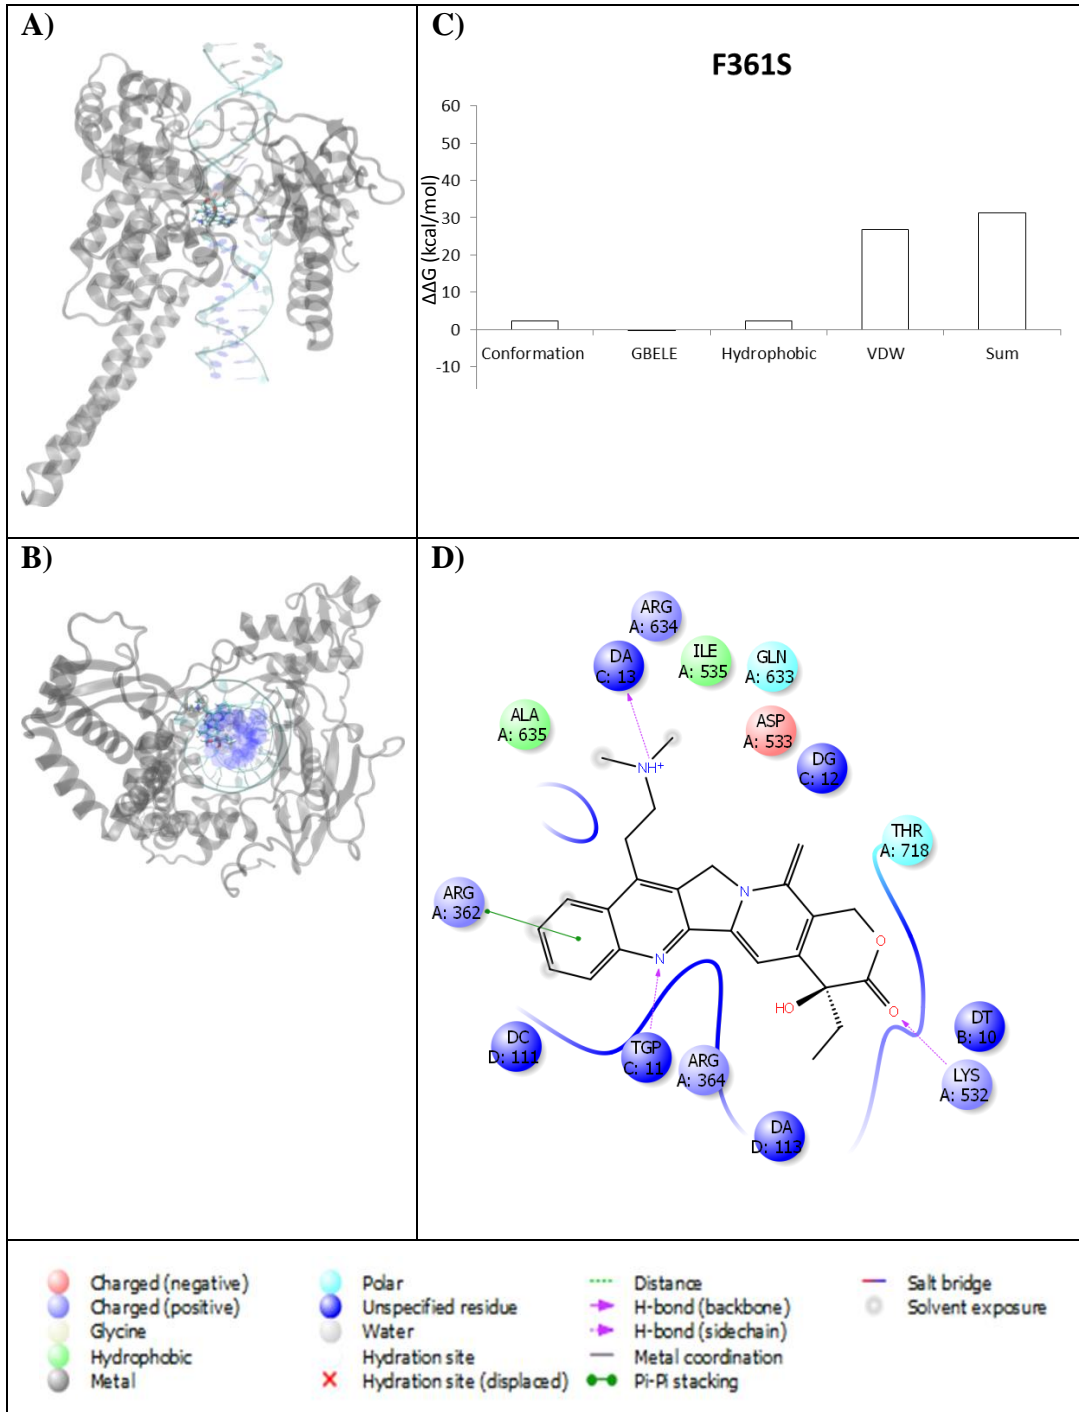 A)
C)
F361S
ΔΔG (kcal/mol)
60
50
40
30
20
10
0
-10
Conformation GBELE Hydrophobic VDW Sum
B)
D)
ARG
A: 634
DA
C: 13
ILE
A: 535
GLN
A: 633
ALA
A: 635
ASP
A: 533
DG
C: 12
NH+
THR
A: 718
ARG
A: 362
N
O
N
HO
O
DC
D: 111
TGP
C: 11
ARG
A: 364
DT
B: 10
LYS
A: 532
DA
D: 113
Charged (negative)
Charged (positive)
Glycine
Hydrophobic
Metal
Polar
Unspecified residue
Water
Hydration site
Hydration site (displaced)
Distance
H-bond (backbone)
H-bond (sidechain)
Metal coordination
Pi-Pi stacking
Salt bridge
Solvent exposure